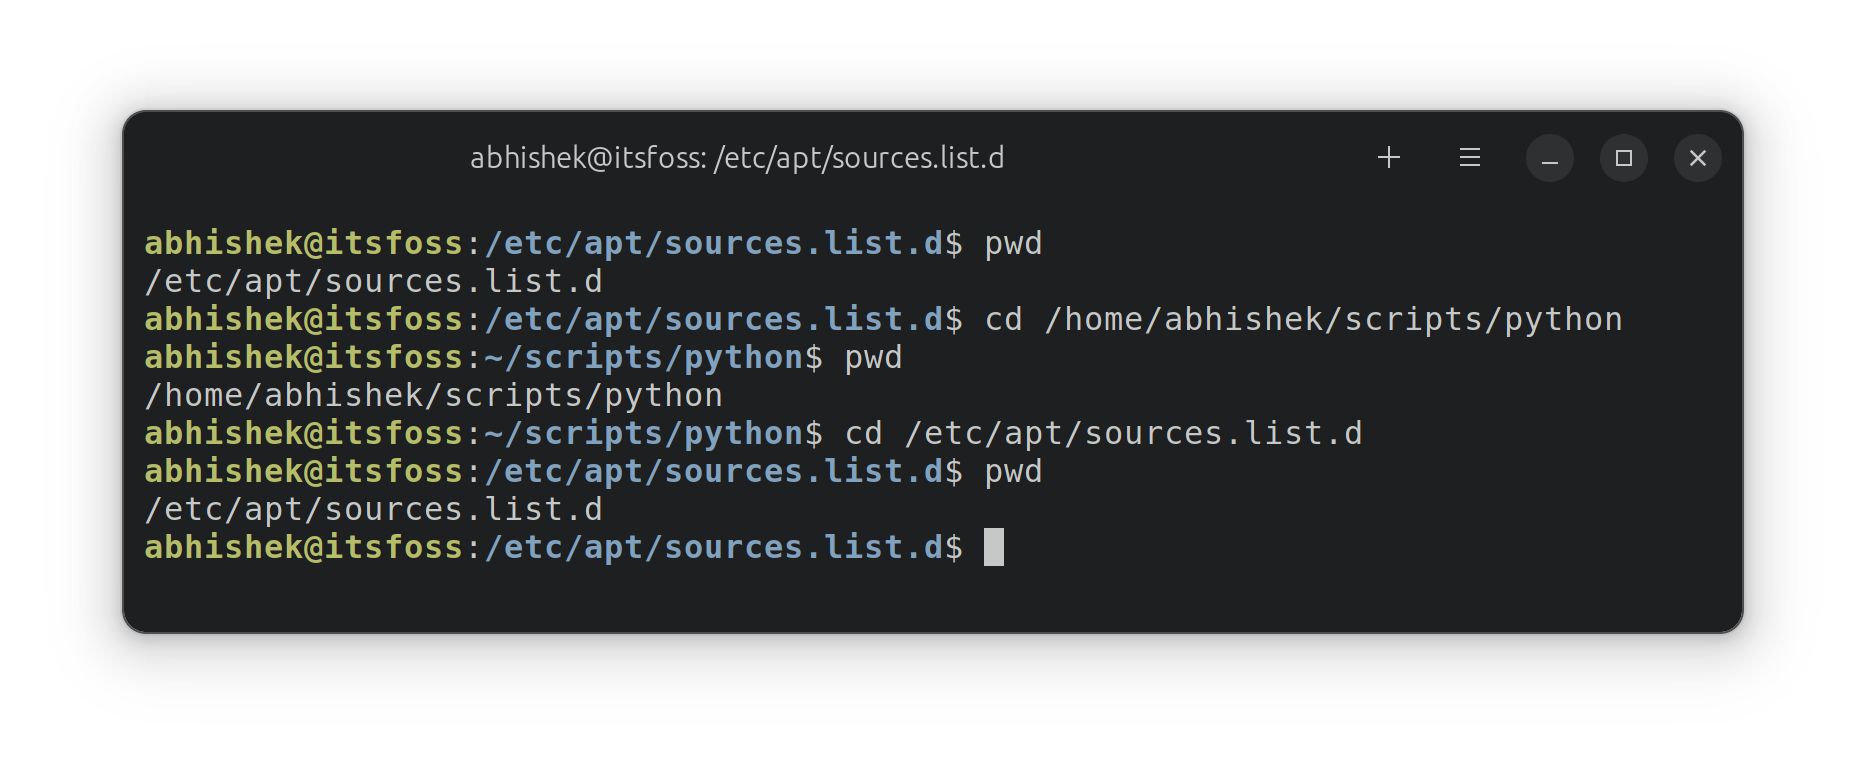 abhishek@itsfoss: /etc/apt/sources.list.d
abhishek@itsfoss:/etc/apt/sources.list.d$ pwd
/etc/apt/sources.list.d
abhishek@itsfoss:/etc/apt/sources.list.d$ cd /home/abhishek/scripts/python
abhishek@itsfoss:~/scripts/python$ pwd
/home/abhishek/scripts/python
abhishek@itsfoss:~/scripts/python$ cd /etc/apt/sources.list.d
abhishek@itsfoss:/etc/apt/sources.list.d$ pwd
/etc/apt/sources.list.d
abhishek@itsfoss:/etc/apt/sources.list.d$